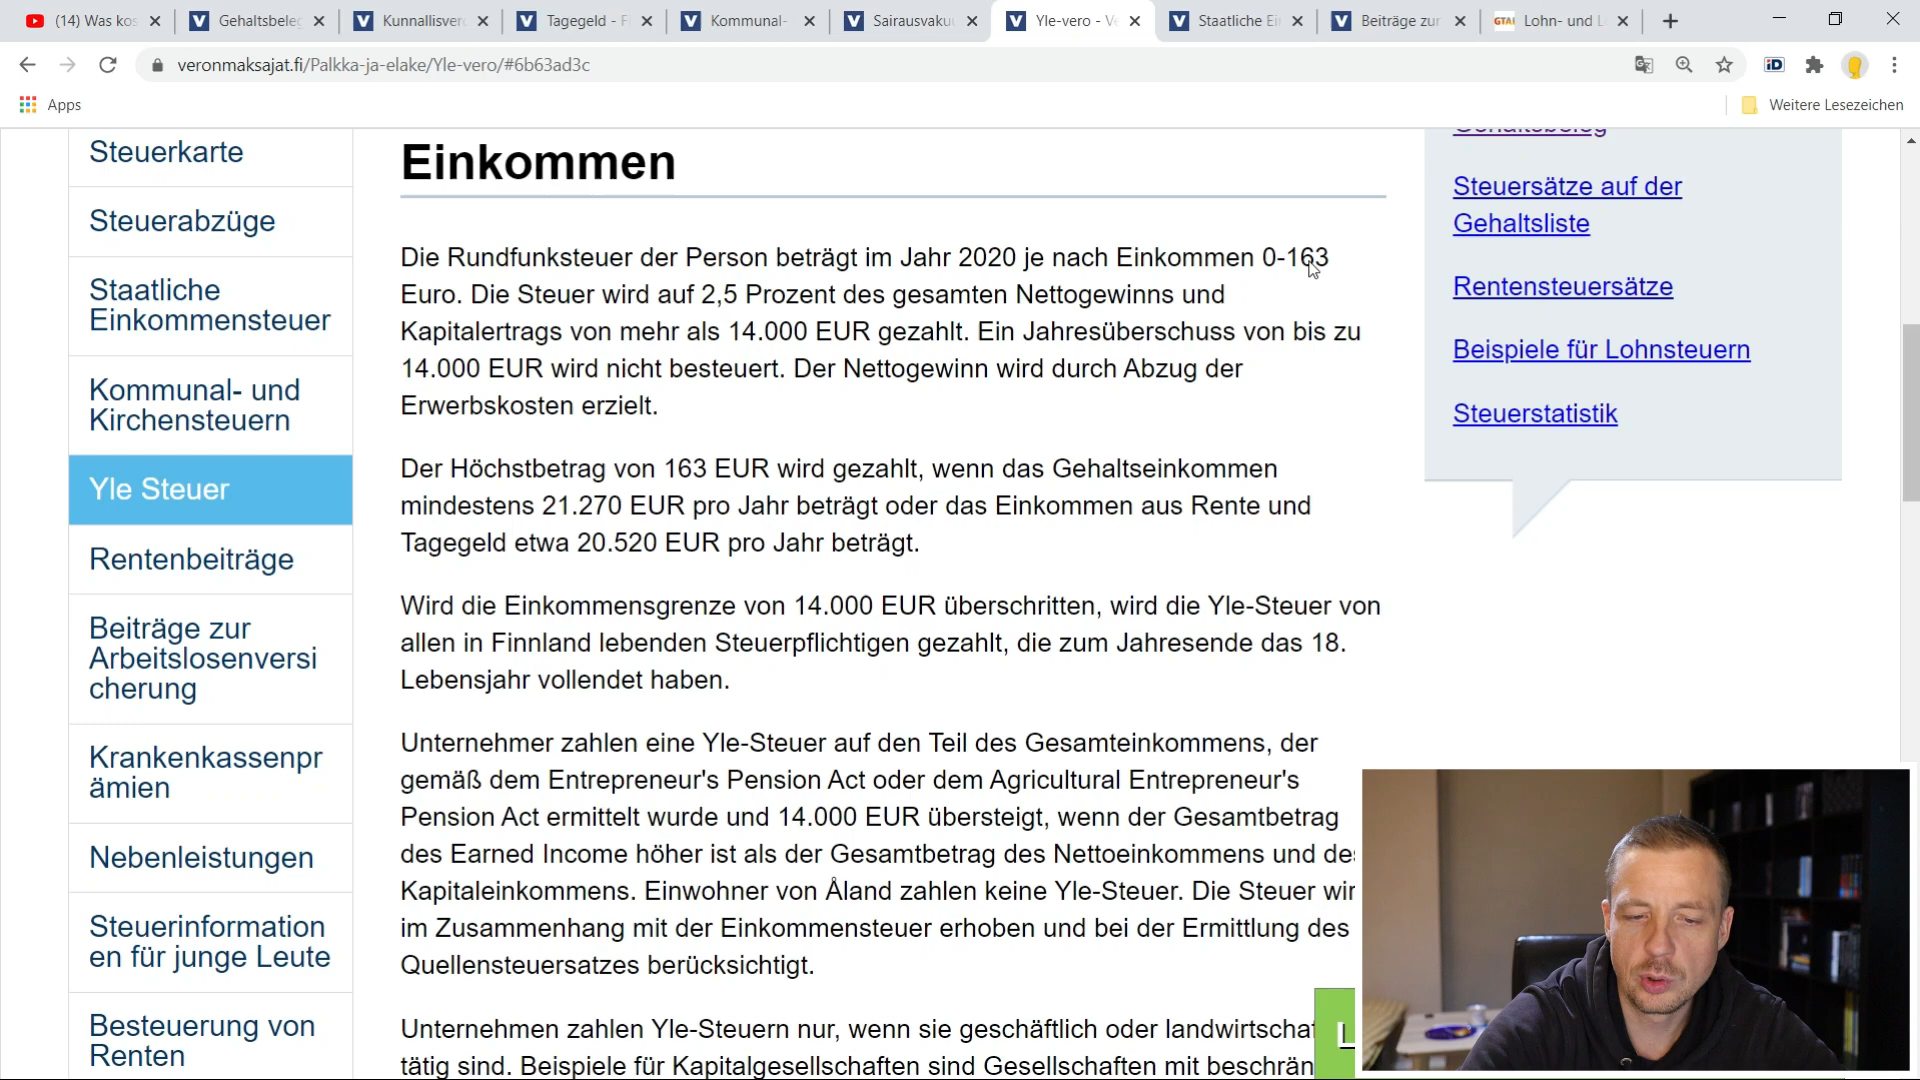 (14) Was kos
Gehaltsbeleg
Kunnallisver
Tagegeld - F
Kommunal-
Sairausvaku
Yle-vero - Ve
Staatliche Ei
Beiträge zur
GTAI Lohn- und L
veronmaksajat.fi/Palkka-ja-elake/Yle-vero/#6b63ad3c
iD
Apps
Weitere Lesezeichen
Steuerkarte
Steuerabzüge
Staatliche
Einkommensteuer
Kommunal- und
Kirchensteuern
Yle Steuer
Rentenbeiträge
Beiträge zur
Arbeitslosenversi
cherung
Krankenkassenpr
ämien
Nebenleistungen
Steuerinformation
en für junge Leute
Besteuerung von
Renten
Einkommen
Die Rundfunksteuer der Person beträgt im Jahr 2020 je nach Einkommen 0-163
Euro. Die Steuer wird auf 2,5 Prozent des gesamten Nettogewinns und
Kapitalertrags von mehr als 14.000 EUR gezahlt. Ein Jahresüberschuss von bis zu
14.000 EUR wird nicht besteuert. Der Nettogewinn wird durch Abzug der
Erwerbskosten erzielt.
Der Höchstbetrag von 163 EUR wird gezahlt, wenn das Gehaltseinkommen
mindestens 21.270 EUR pro Jahr beträgt oder das Einkommen aus Rente und
Tagegeld etwa 20.520 EUR pro Jahr beträgt.
Wird die Einkommensgrenze von 14.000 EUR überschritten, wird die Yle-Steuer von
allen in Finnland lebenden Steuerpflichtigen gezahlt, die zum Jahresende das 18.
Lebensjahr vollendet haben.
Unternehmer zahlen eine Yle-Steuer auf den Teil des Gesamteinkommens, der
gemäß dem Entrepreneur's Pension Act oder dem Agricultural Entrepreneur's
Pension Act ermittelt wurde und 14.000 EUR übersteigt, wenn der Gesamtbetrag
des Earned Income höher ist als der Gesamtbetrag des Nettoeinkommens und des
Kapitaleinkommens. Einwohner von Åland zahlen keine Yle-Steuer. Die Steuer wir
im Zusammenhang mit der Einkommensteuer erhoben und bei der Ermittlung des
Quellensteuersatzes berücksichtigt.
Unternehmen zahlen Yle-Steuern nur, wenn sie geschäftlich oder landwirtschaf
tätig sind. Beispiele für Kapitalgesellschaften sind Gesellschaften mit beschrän
Gehaltsbeleg
Steuersätze auf der
Gehaltsliste
Rentensteuersätze
Beispiele für Lohnsteuern
Steuerstatistik
L